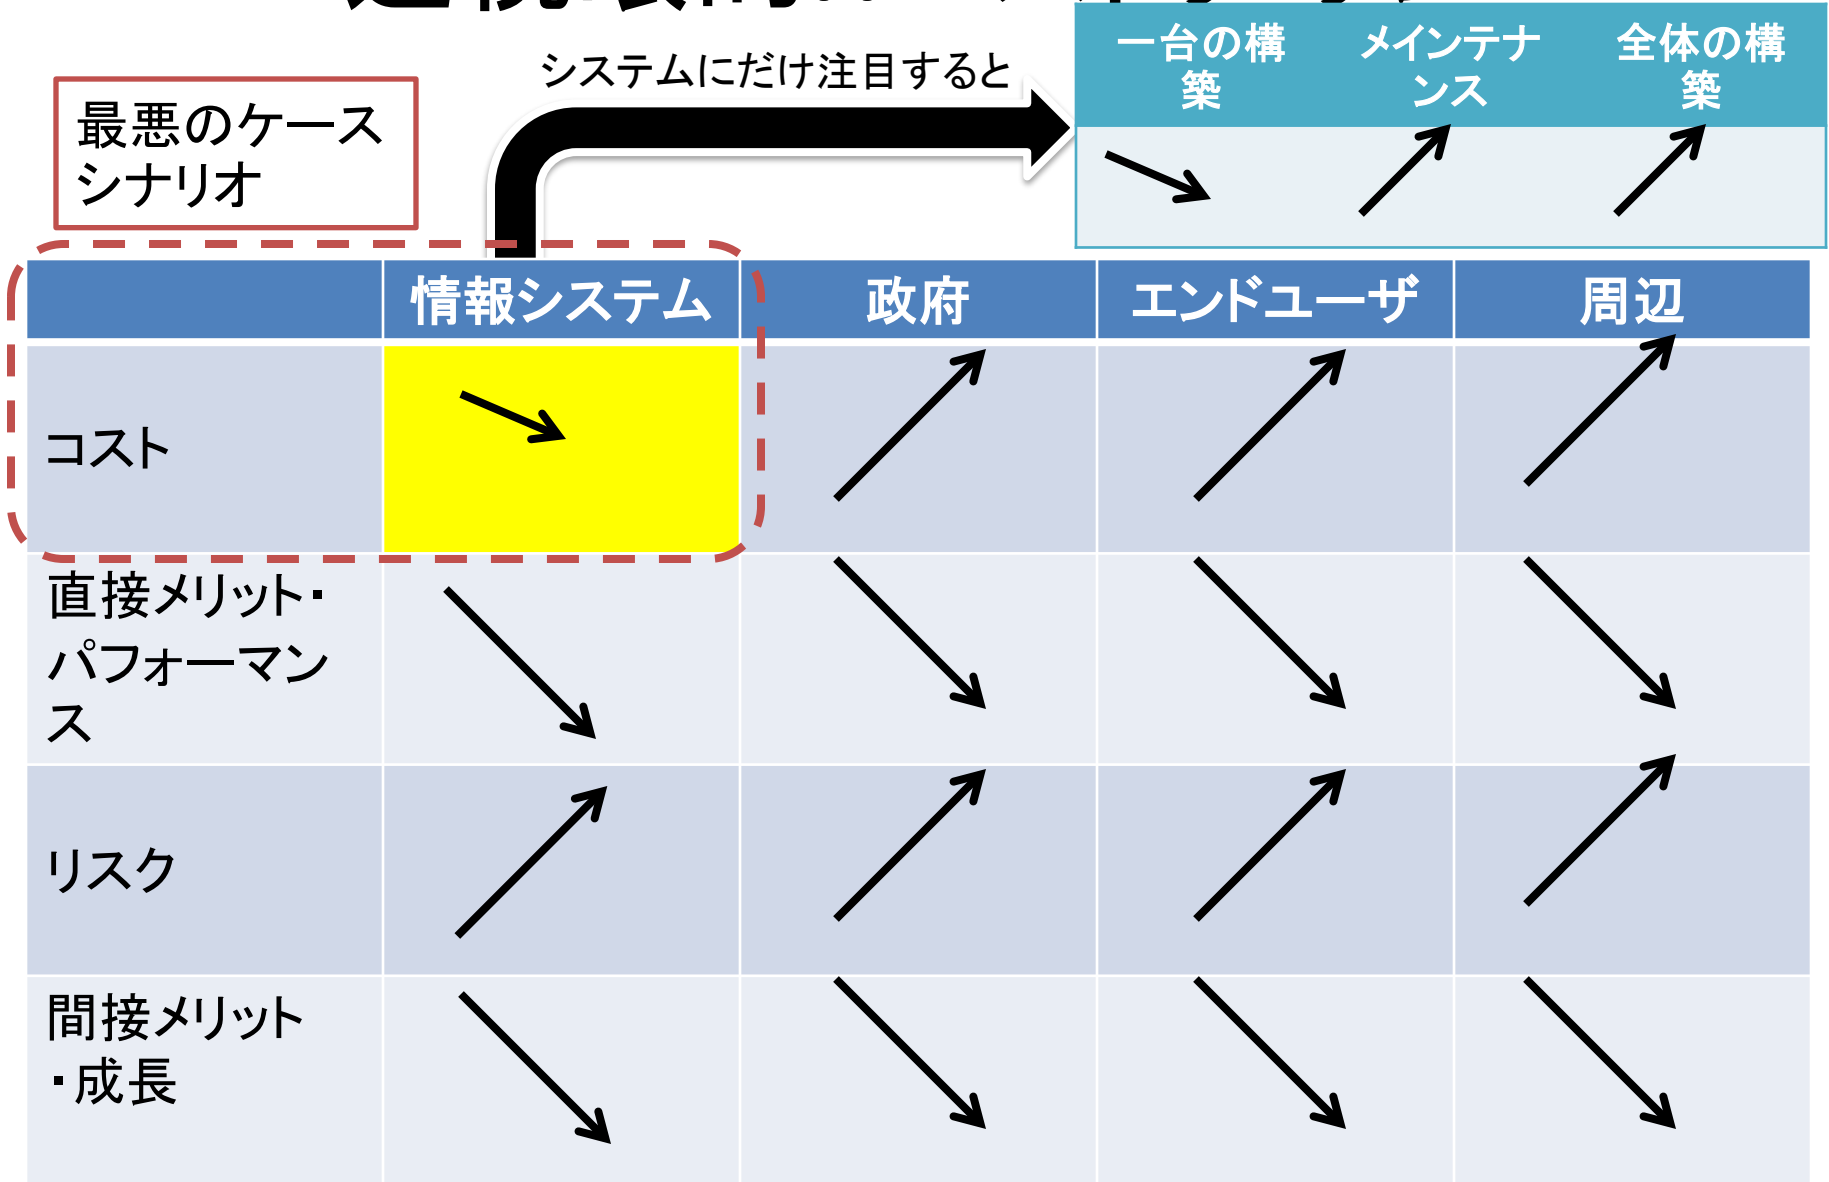 システムにだけ注目すると
一台の構
築
メインテナ
ンス
全体の構
築
最悪のケース
シナリオ
情報システム
政府
エンドユーザ
周辺
コスト
直接メリット・
パフォーマン
ス
リスク
間接メリット
・成長